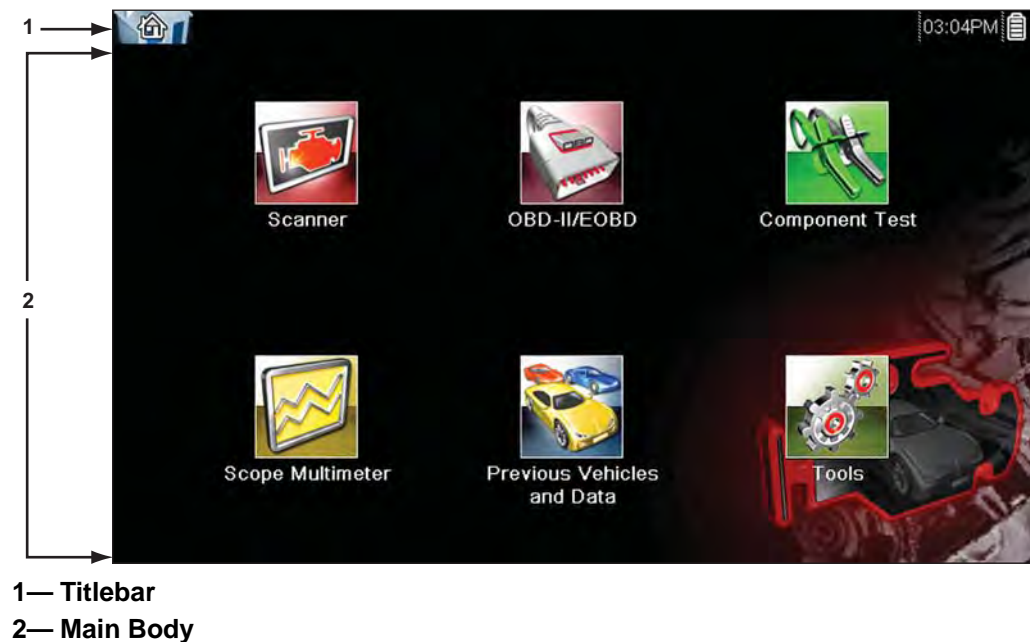 1
03:04PM
Scanner
OBD-II/EOBD
Component Test
2
Scope Multimeter
Previous Vehicles
and Data
Tools
1— Titlebar
2— Main Body